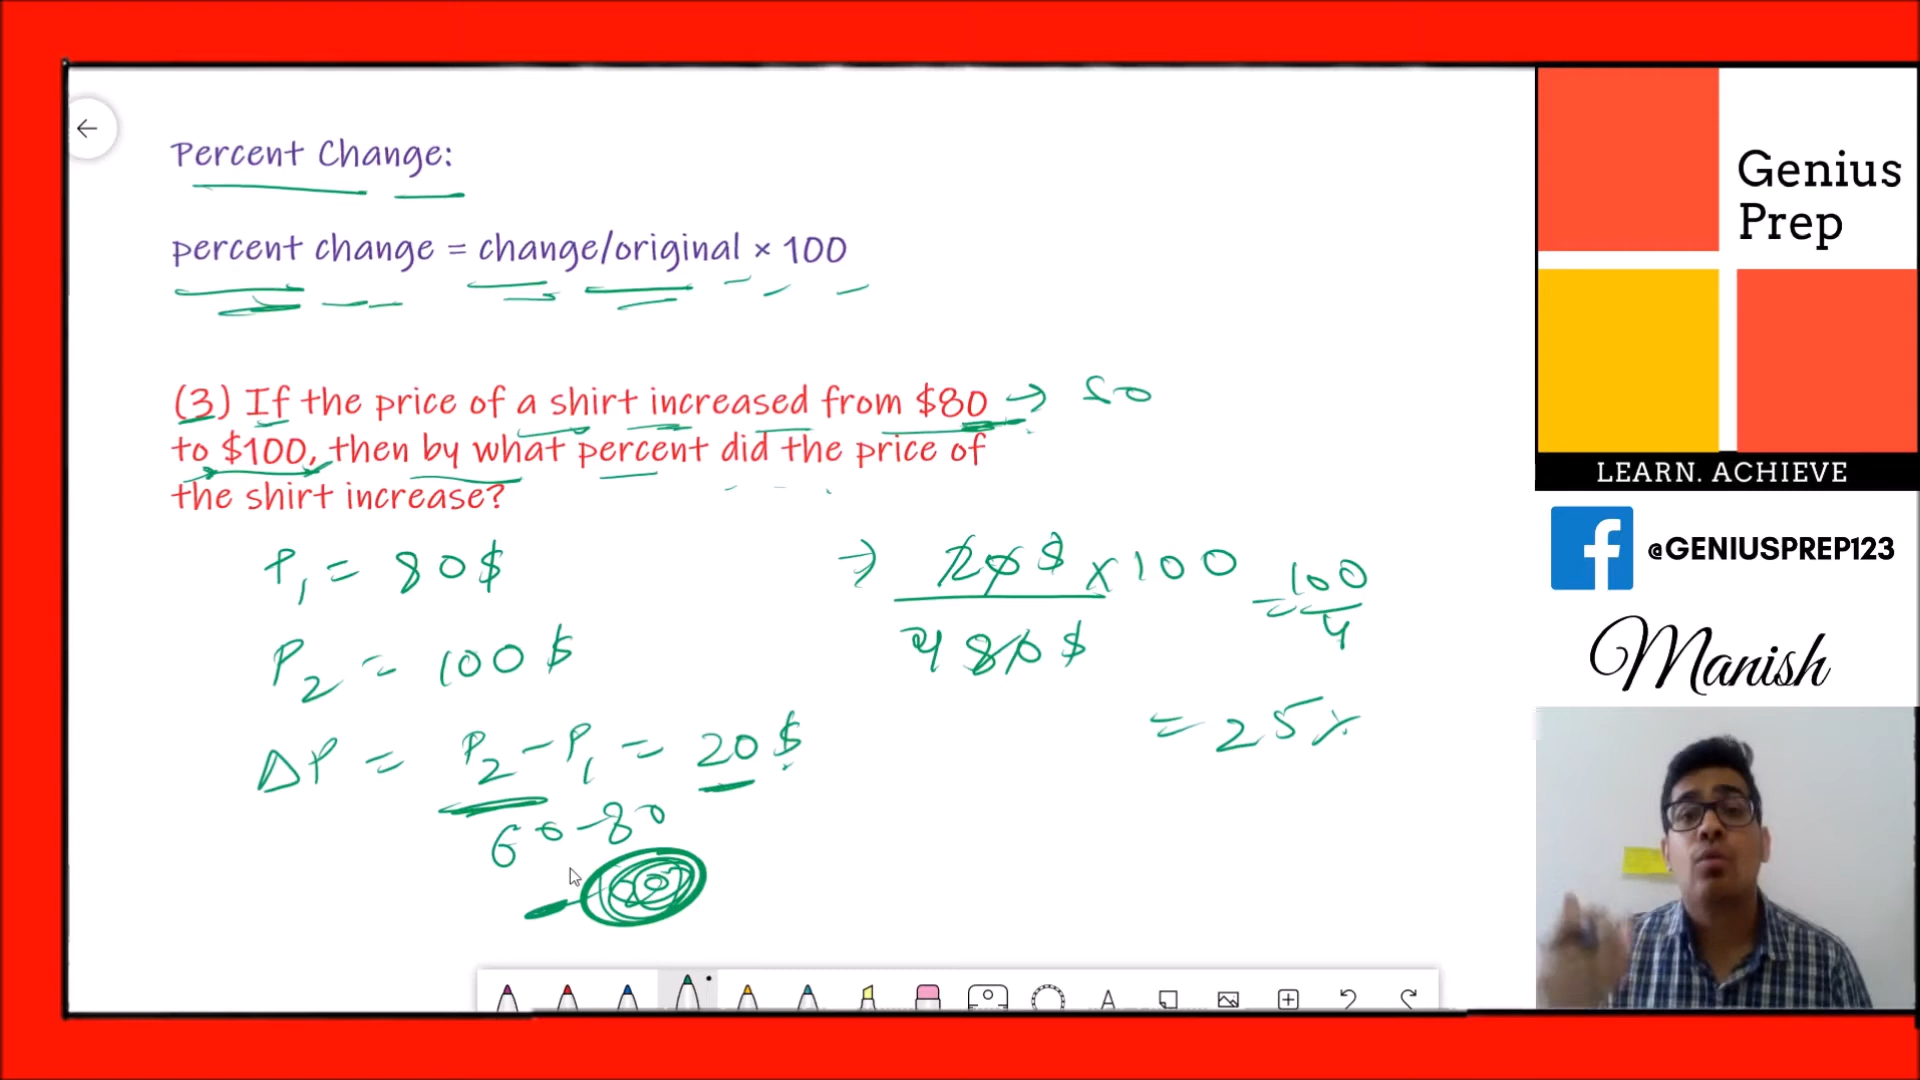 Percent Change:
percent change = change/original × 100
(3) If the price of a shirt increased from $80 →
to $100, then by what percent did the price of
the shirt increase?
P1 = 80$
P2 = 100$
ΔP = P2 - P1 = 20$
60-80
→ 20$ × 100 = 100
4 80$ 4
= 25%
Genius
Prep
LEARN. ACHIEVE
@GENIUSPREP123
Manish